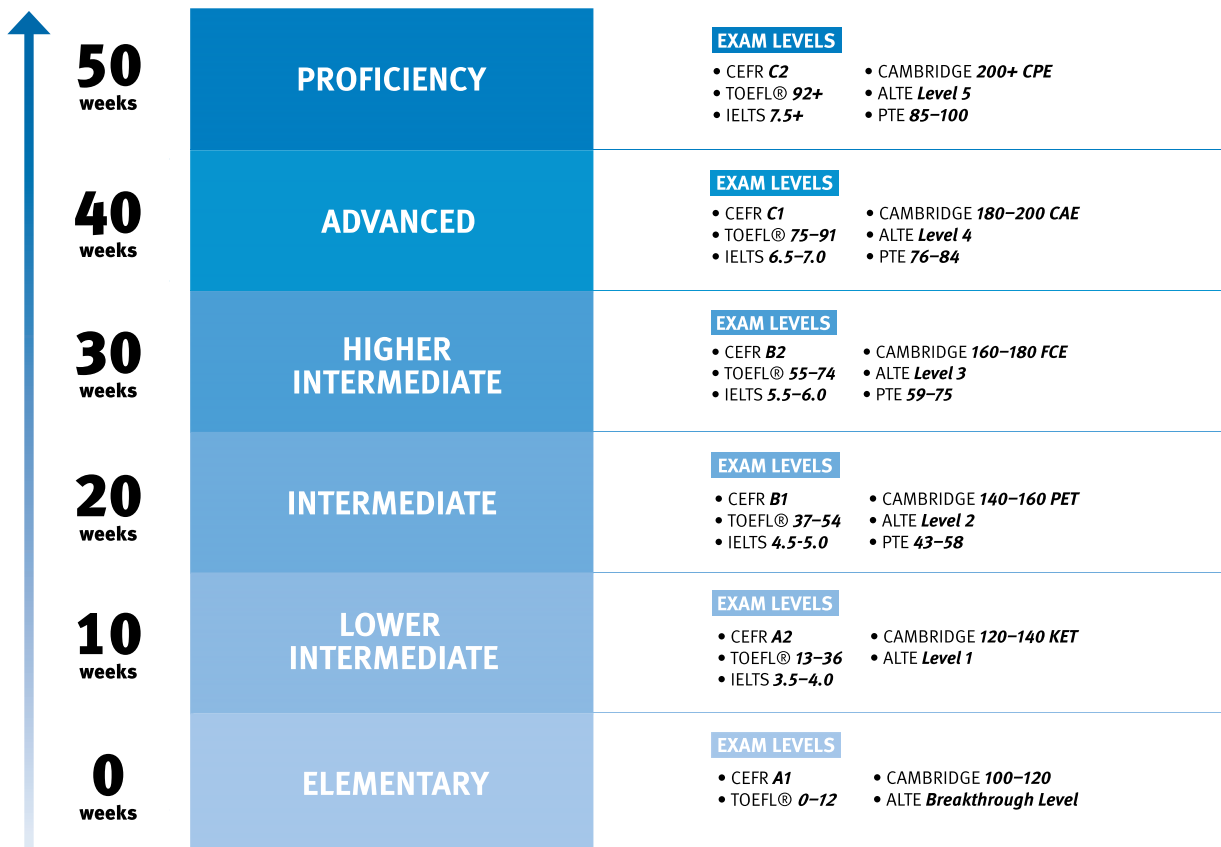 50
weeks
PROFICIENCY
EXAM LEVELS
• CEFR C2
• TOEFL® 92+
• IELTS 7.5+
• CAMBRIDGE 200+ CPE
• ALTE Level 5
• PTE 85–100
40
weeks
ADVANCED
EXAM LEVELS
• CEFR C1
• TOEFL® 75–91
• IELTS 6.5–7.0
• CAMBRIDGE 180–200 CAE
• ALTE Level 4
• PTE 76–84
30
weeks
HIGHER
INTERMEDIATE
EXAM LEVELS
• CEFR B2
• TOEFL® 55–74
• IELTS 5.5–6.0
• CAMBRIDGE 160–180 FCE
• ALTE Level 3
• PTE 59–75
20
weeks
INTERMEDIATE
EXAM LEVELS
• CEFR B1
• TOEFL® 37–54
• IELTS 4.5-5.0
• CAMBRIDGE 140–160 PET
• ALTE Level 2
• PTE 43–58
10
weeks
LOWER
INTERMEDIATE
EXAM LEVELS
• CEFR A2
• TOEFL® 13–36
• IELTS 3.5–4.0
• CAMBRIDGE 120–140 KET
• ALTE Level 1
0
weeks
ELEMENTARY
EXAM LEVELS
• CEFR A1
• TOEFL® 0–12
• CAMBRIDGE 100–120
• ALTE Breakthrough Level